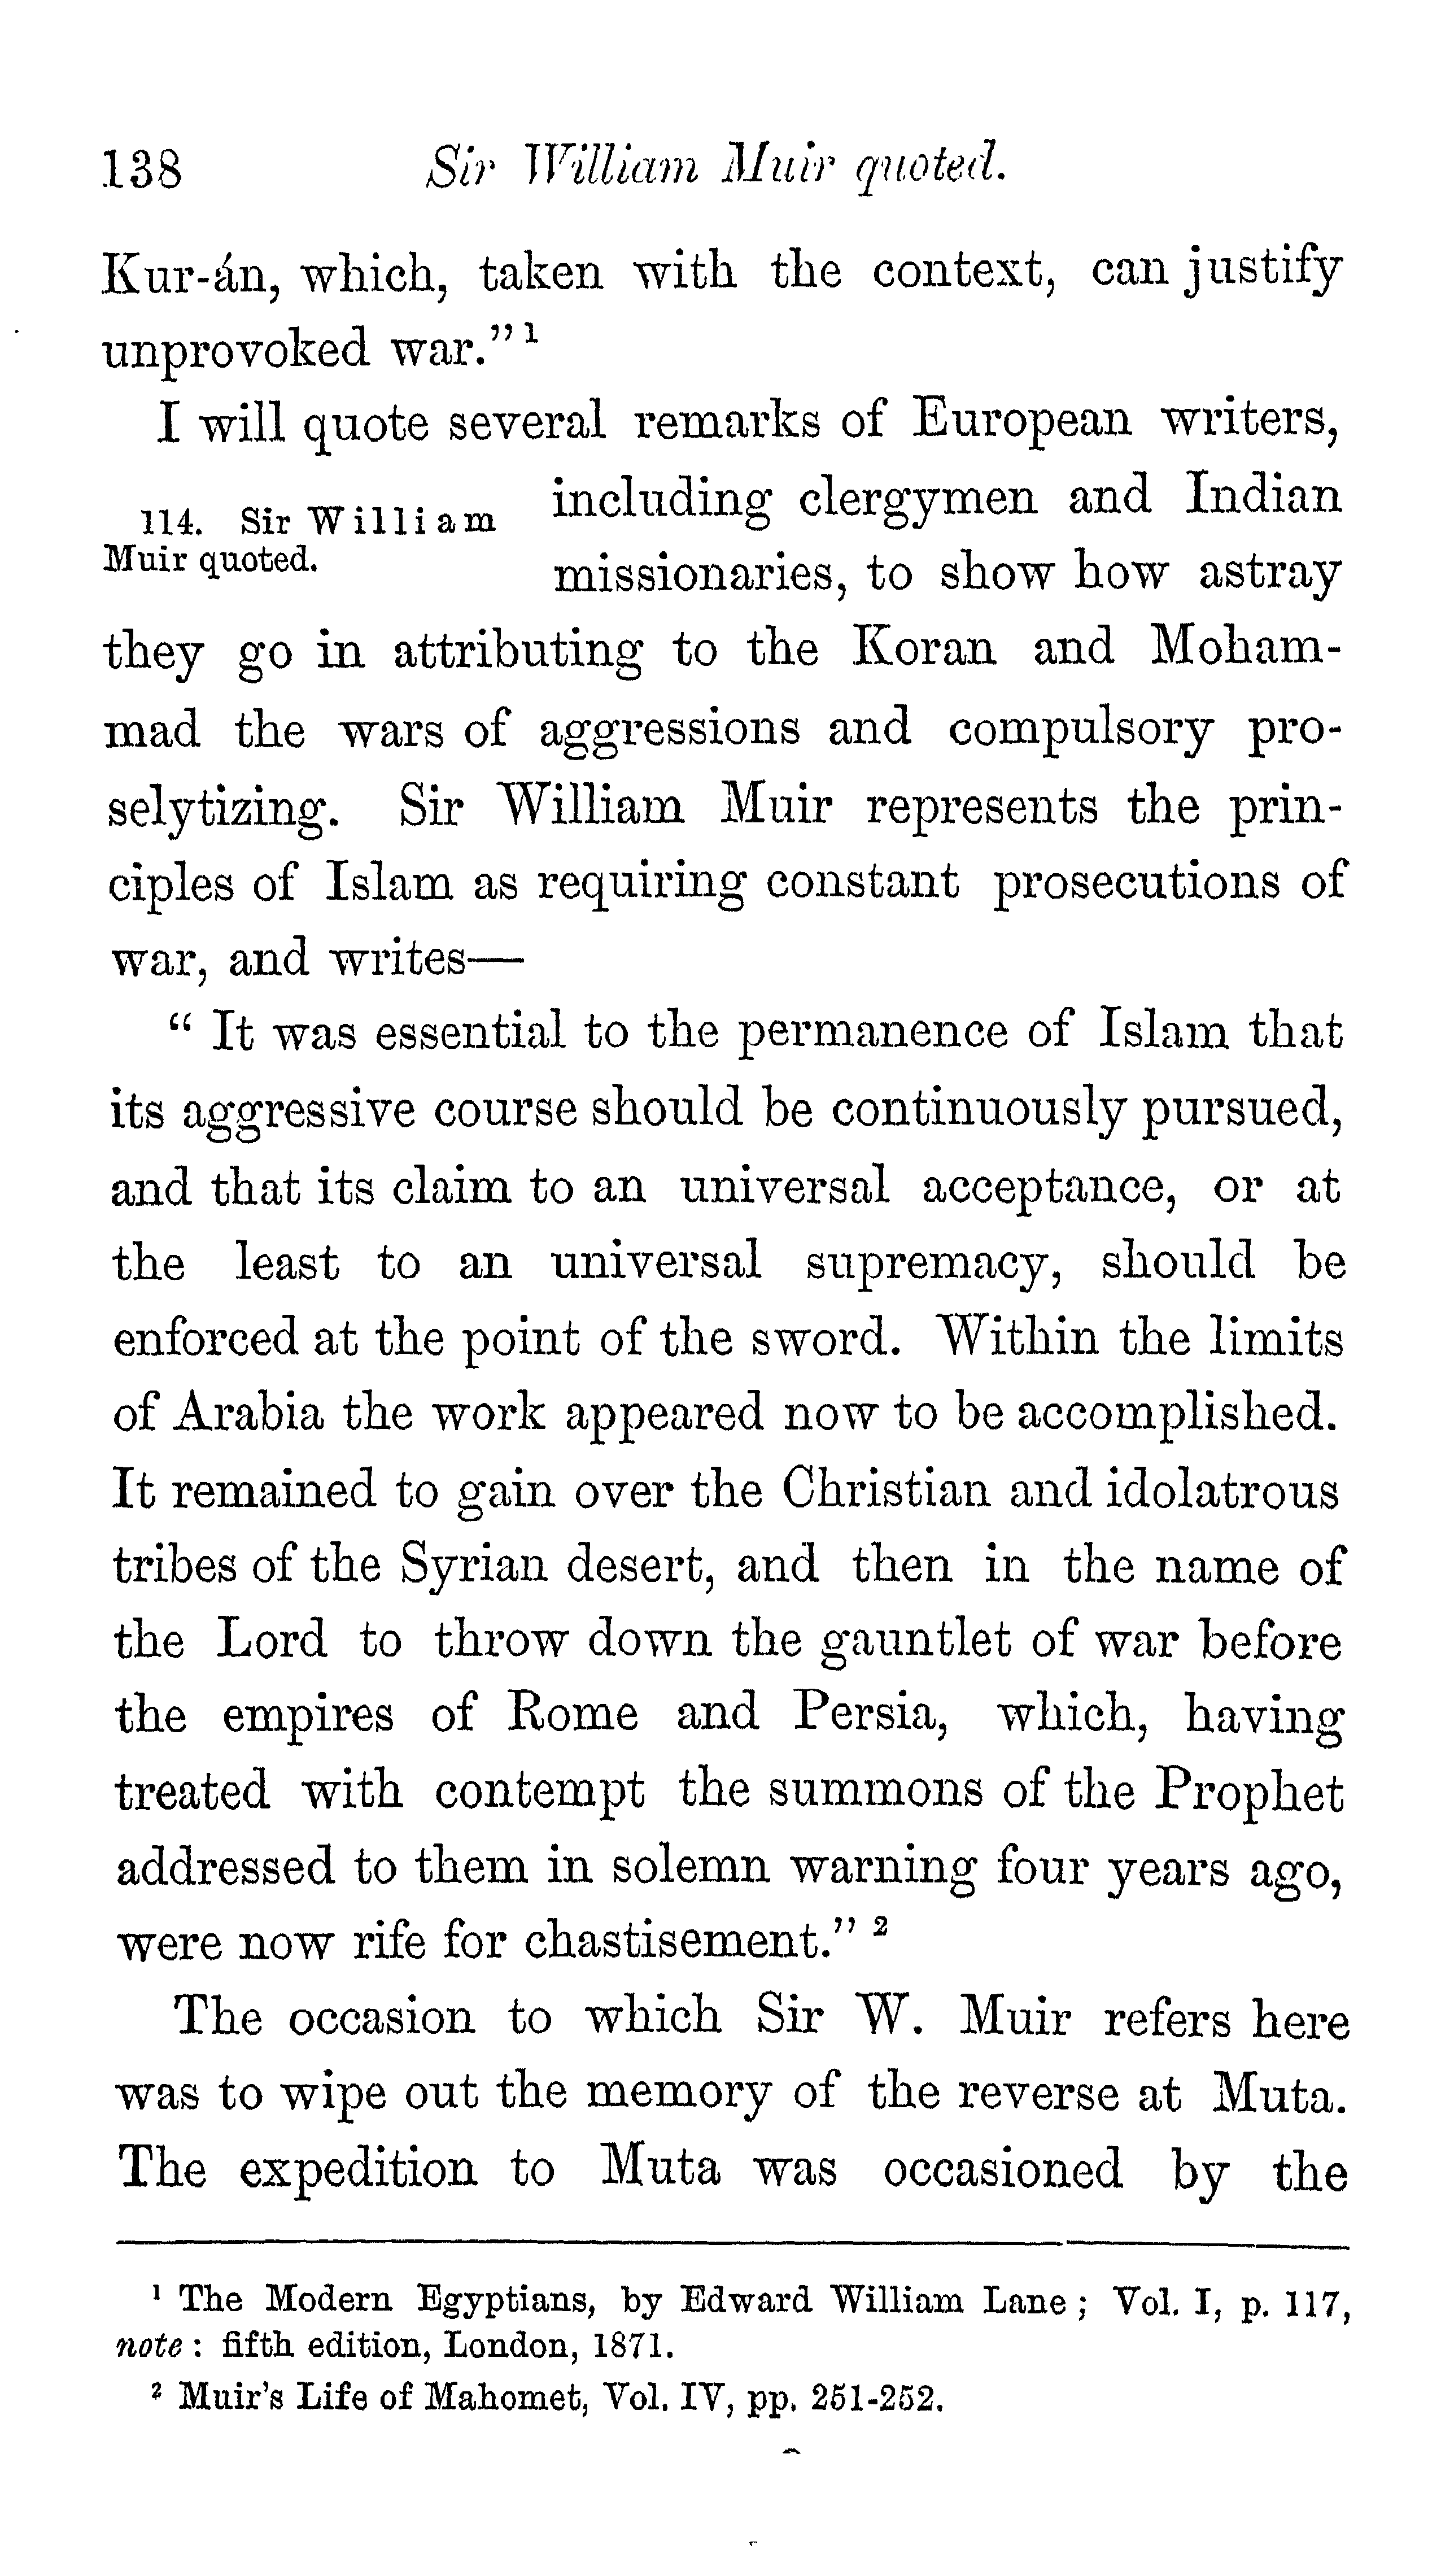 138 Sir William Muir quoted.
Kur-án, which, taken with the context, can justify
unprovoked war." 1
I will quote several remarks of European writers,
114. Sir William
Muir quoted.
including clergymen and Indian
missionaries, to show how astray
they go in attributing to the Koran and Moham-
mad the wars of aggressions and compulsory pro-
selytizing. Sir William Muir represents the prin-
ciples of Islam as requiring constant prosecutions of
war, and writes—
" It was essential to the permanence of Islam that
its aggressive course should be continuously pursued,
and that its claim to an universal acceptance, or at
the least to an universal supremacy, should be
enforced at the point of the sword. Within the limits
of Arabia the work appeared now to be accomplished.
It remained to gain over the Christian and idolatrous
tribes of the Syrian desert, and then in the name of
the Lord to throw down the gauntlet of war before
the empires of Rome and Persia, which, having
treated with contempt the summons of the Prophet
addressed to them in solemn warning four years ago,
were now rife for chastisement." 2
The occasion to which Sir W. Muir refers here
was to wipe out the memory of the reverse at Muta.
The expedition to Muta was occasioned by the
1 The Modern Egyptians, by Edward William Lane ; Vol. I, p. 117,
note : fifth edition, London, 1871.
2 Muir's Life of Mahomet, Vol. IV, pp. 251-252.